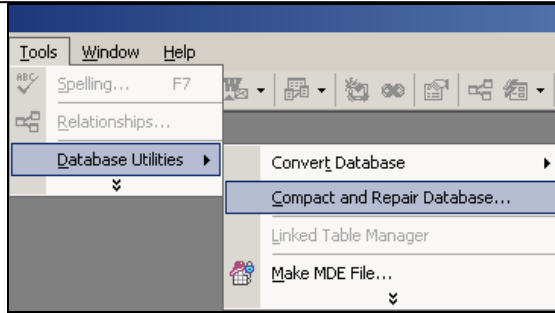 Tools Window Help
ABC Spelling... F7
Relationships...
Database Utilities
Convert Database
Compact and Repair Database...
Linked Table Manager
Make MDE File...